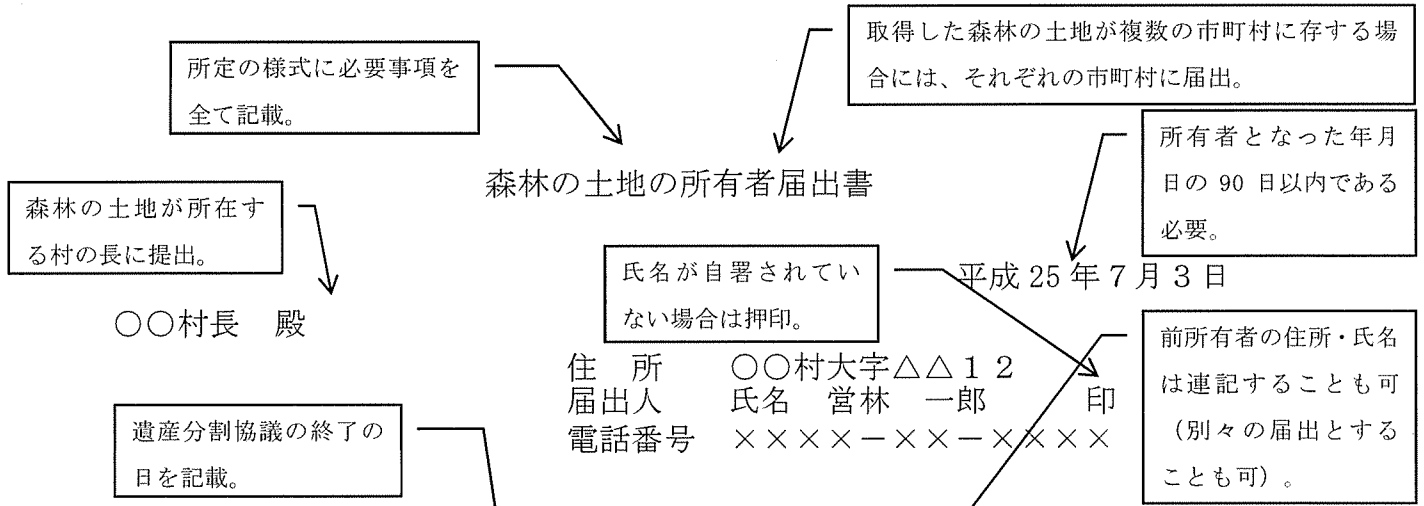 取得した森林の土地が複数の市町村に存する場
合には、それぞれの市町村に届出。
所定の様式に必要事項を
全て記載。
所有者となった年月
日の 90 日以内である
必要。
森林の土地の所有者届出書
森林の土地が所在す
る村の長に提出。
氏名が自署されてい
ない場合は押印。
平成 25 年 7 月 3 日
○○村長　殿
前所有者の住所・氏名
は連記することも可
（別々の届出とする
ことも可）。
住　所　○○村大字△△１２
届出人　氏名　営林　一郎　　印
電話番号　××××－××－××××
遺産分割協議の終了の
日を記載。